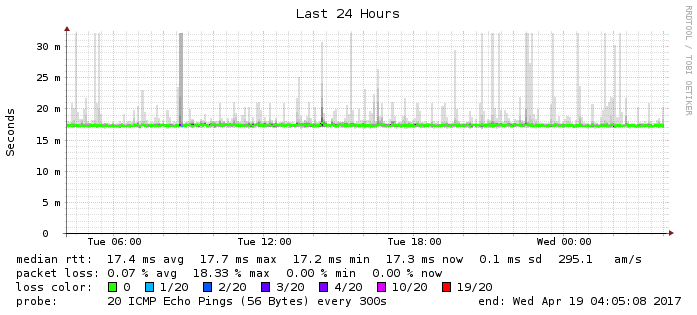 Last 24 Hours
RRDTOOL / TOBI OETIKER
Seconds
30 m
25 m
20 m
15 m
10 m
5 m
0
Tue 06:00 Tue 12:00 Tue 18:00 Wed 00:00
median rtt: 17.4 ms avg 17.7 ms max 17.2 ms min 17.3 ms now 0.1 ms sd 295.1 am/s
packet loss: 0.07 % avg 18.33 % max 0.00 % min 0.00 % now
loss color: 0 1/20 2/20 3/20 4/20 10/20 19/20
probe: 20 ICMP Echo Pings (56 Bytes) every 300s end: Wed Apr 19 04:05:08 2017